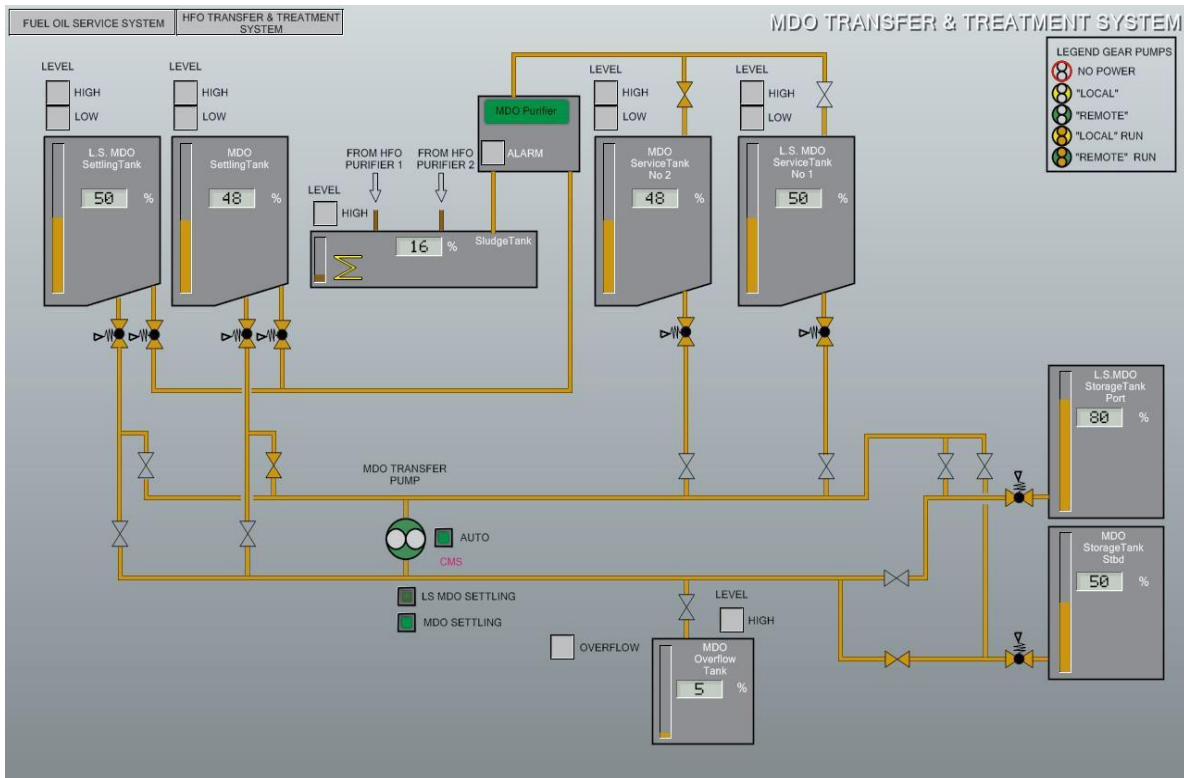 FUEL OIL SERVICE SYSTEM
HFO TRANSFER & TREATMENT
SYSTEM
MDO TRANSFER & TREATMENT SYSTEM
LEGEND GEAR PUMPS
NO POWER
"LOCAL"
"REMOTE"
"LOCAL" RUN
"REMOTE" RUN
LEVEL
HIGH
LOW
LEVEL
HIGH
LOW
MDO Purifier
ALARM
LEVEL
HIGH
LOW
LEVEL
HIGH
LOW
L.S. MDO
SettlingTank
50 %
MDO
SettlingTank
48 %
FROM HFO
PURIFIER 1
FROM HFO
PURIFIER 2
LEVEL
HIGH
16 %
SludgeTank
MDO
ServiceTank
No 2
48 %
L.S. MDO
ServiceTank
No 1
50 %
L.S.MDO
StorageTank
Port
80 %
MDO TRANSFER
PUMP
AUTO
CMS
LS MDO SETTLING
MDO SETTLING
MDO
StorageTank
Stbd
50 %
LEVEL
HIGH
OVERFLOW
MDO
Overflow
Tank
5 %